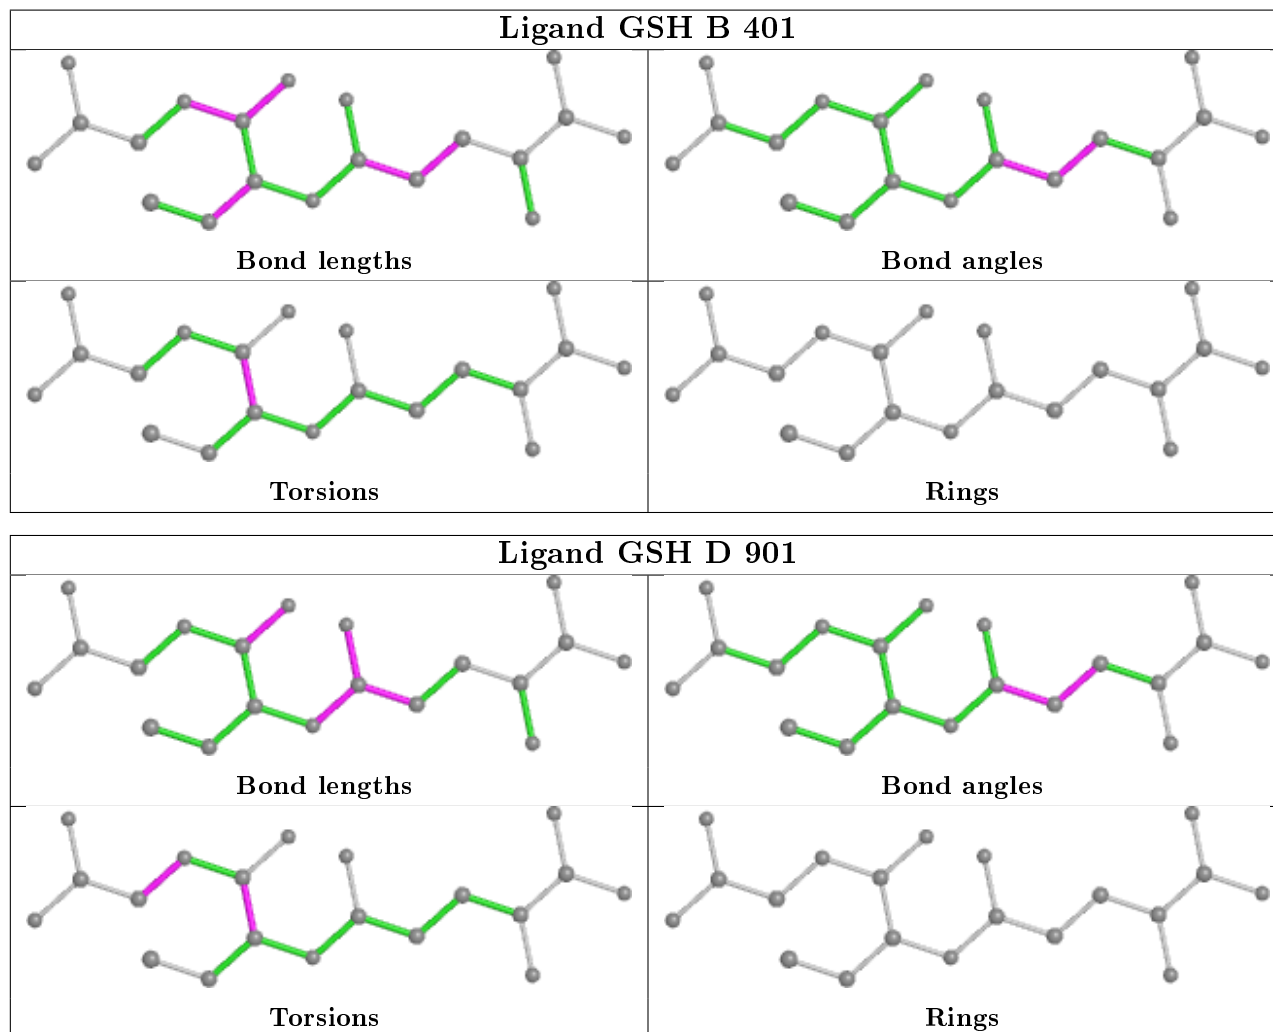 Ligand GSH B 401
Bond lengths
Bond angles
Torsions
Rings
Ligand GSH D 901
Bond lengths
Bond angles
Torsions
Rings